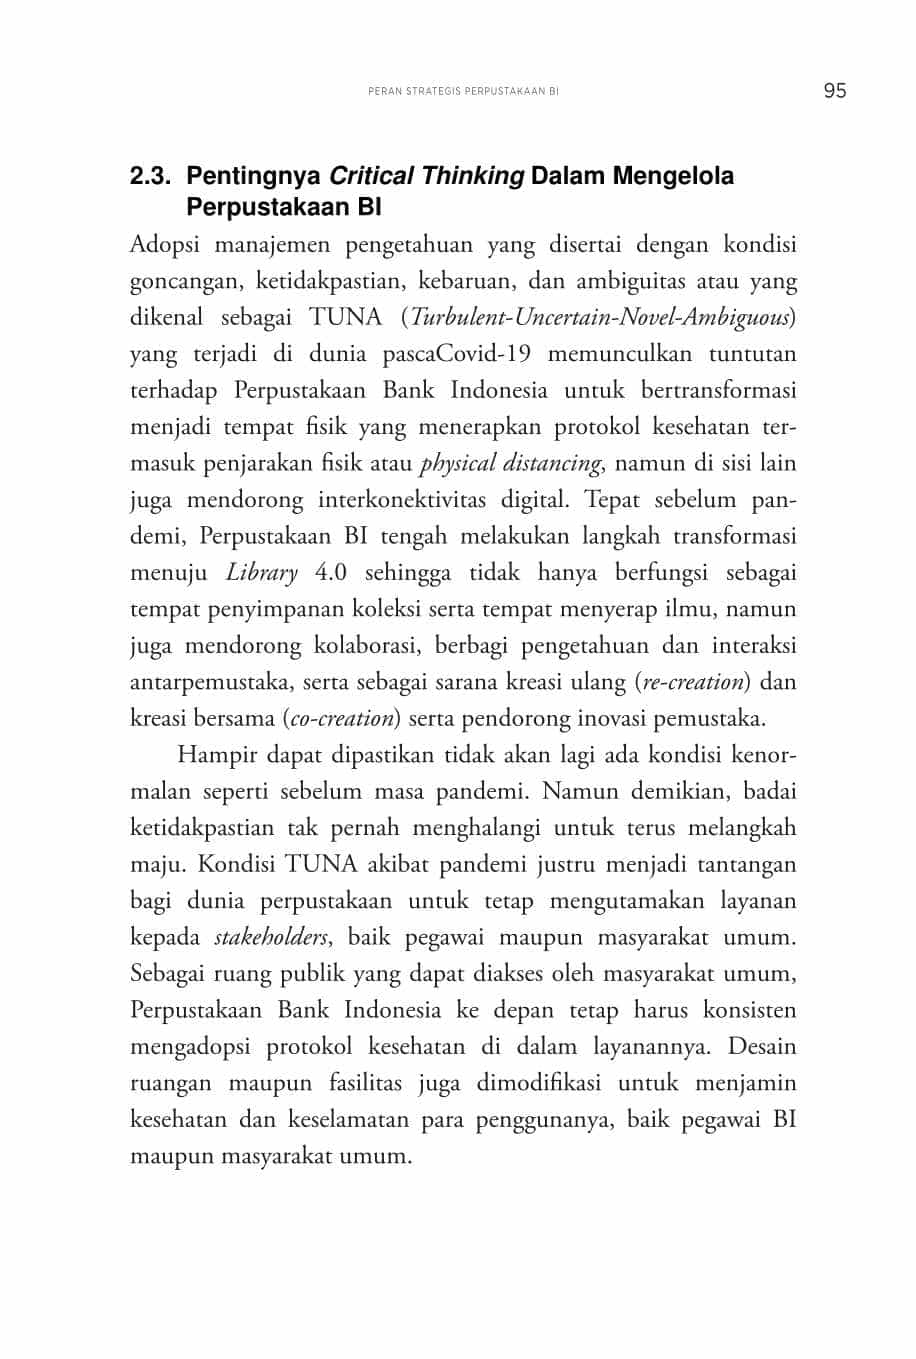 PERAN STRATEGIS PERPUSTAKAAN BI
95
2.3. Pentingnya Critical Thinking Dalam Mengelola
Perpustakaan BI
Adopsi manajemen pengetahuan yang disertai dengan kondisi
goncangan, ketidakpastian, kebaruan, dan ambiguitas atau yang
dikenal sebagai TUNA (Turbulent-Uncertain-Novel-Ambiguous)
yang terjadi di dunia pascaCovid-19 memunculkan tuntutan
terhadap Perpustakaan Bank Indonesia untuk bertransformasi
menjadi tempat fisik yang menerapkan protokol kesehatan ter-
masuk penjarakan fisik atau physical distancing, namun di sisi lain
juga mendorong interkonektivitas digital. Tepat sebelum pan-
demi, Perpustakaan BI tengah melakukan langkah transformasi
menuju Library 4.0 sehingga tidak hanya berfungsi sebagai
tempat penyimpanan koleksi serta tempat menyerap ilmu, namun
juga mendorong kolaborasi, berbagi pengetahuan dan interaksi
antarpemustaka, serta sebagai sarana kreasi ulang (re-creation) dan
kreasi bersama (co-creation) serta pendorong inovasi pemustaka.
Hampir dapat dipastikan tidak akan lagi ada kondisi kenor-
malan seperti sebelum masa pandemi. Namun demikian, badai
ketidakpastian tak pernah menghalangi untuk terus melangkah
maju. Kondisi TUNA akibat pandemi justru menjadi tantangan
bagi dunia perpustakaan untuk tetap mengutamakan layanan
kepada stakeholders, baik pegawai maupun masyarakat umum.
Sebagai ruang publik yang dapat diakses oleh masyarakat umum,
Perpustakaan Bank Indonesia ke depan tetap harus konsisten
mengadopsi protokol kesehatan di dalam layanannya. Desain
ruangan maupun fasilitas juga dimodifikasi untuk menjamin
kesehatan dan keselamatan para penggunanya, baik pegawai BI
maupun masyarakat umum.